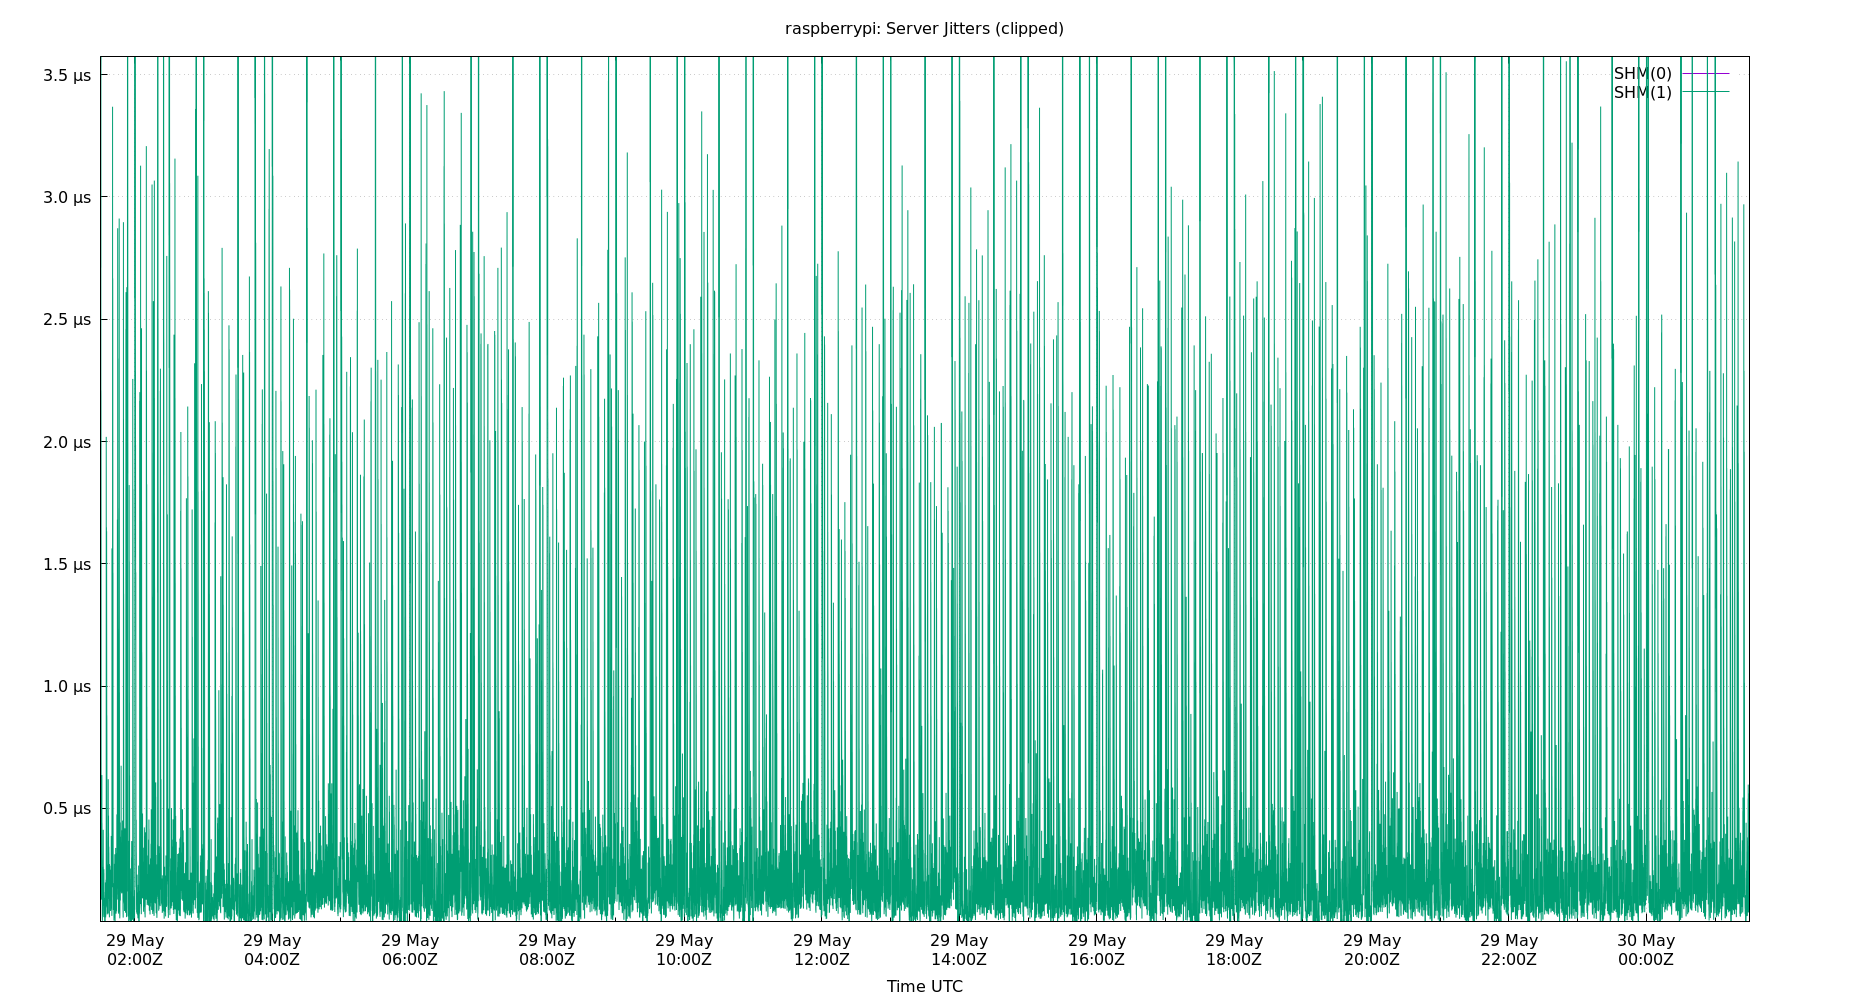 raspberrypi: Server Jitters (clipped)
3.5 µs
3.0 µs
2.5 µs
2.0 µs
1.5 µs
1.0 µs
0.5 µs
SHM(0)
SHM(1)
29 May 29 May 29 May 29 May 29 May 29 May 29 May 29 May 29 May 29 May 29 May 30 May
02:00Z 04:00Z 06:00Z 08:00Z 10:00Z 12:00Z 14:00Z 16:00Z 18:00Z 20:00Z 22:00Z 00:00Z
Time UTC